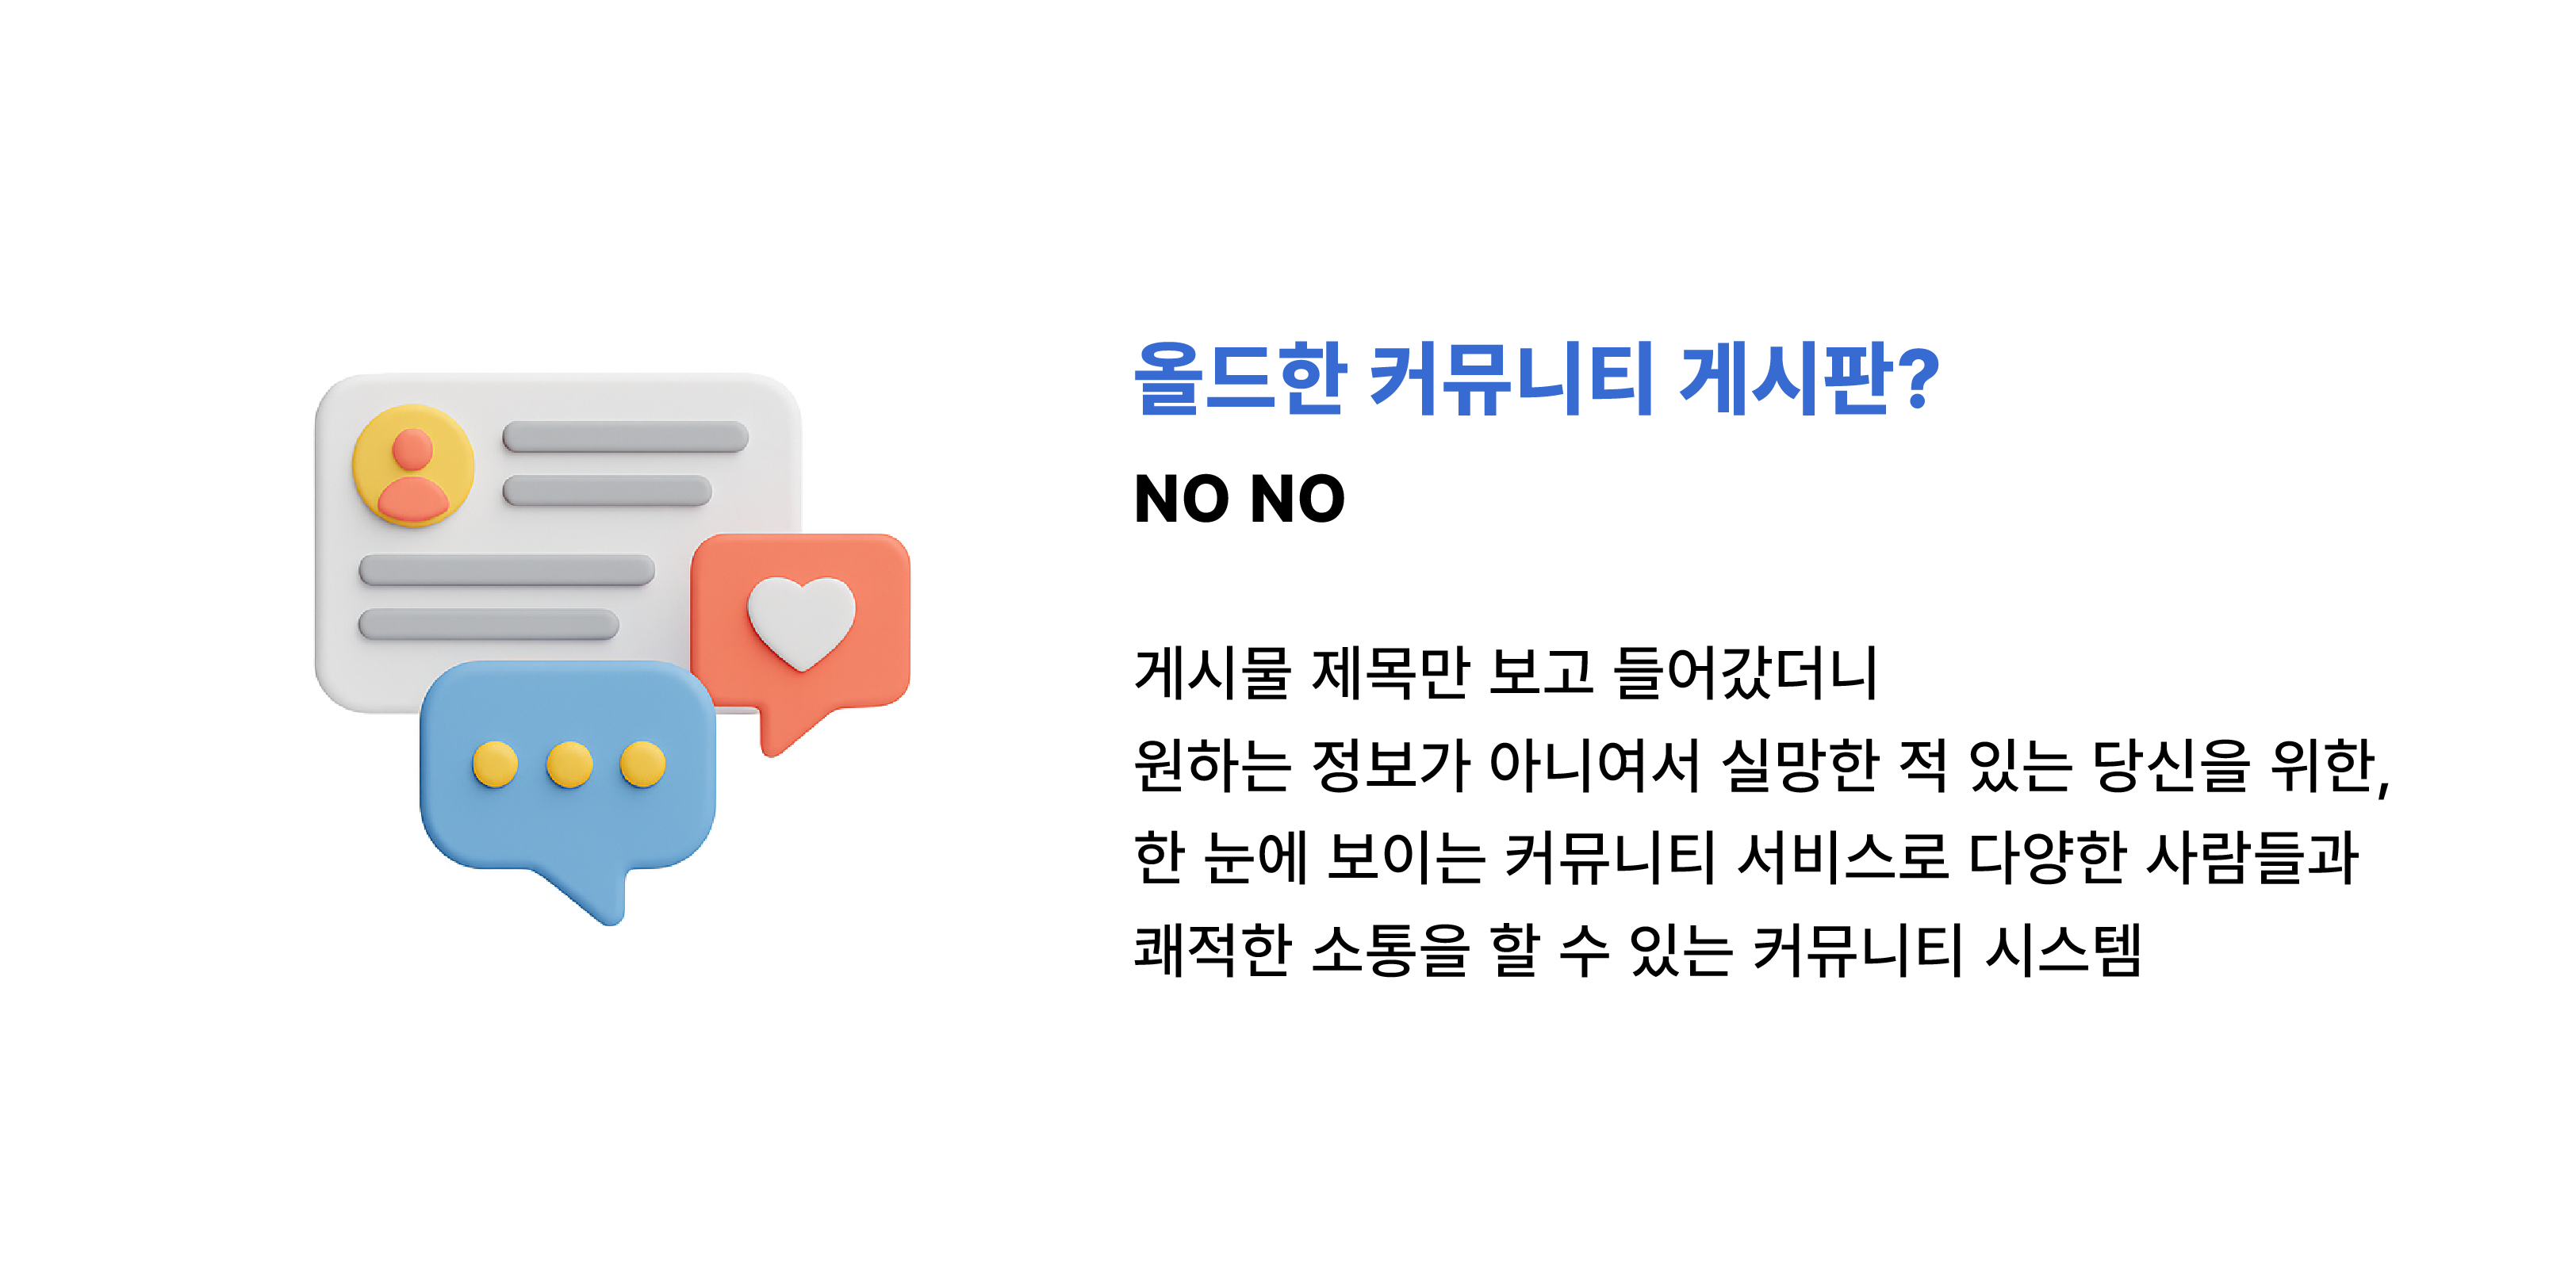 올드한 커뮤니티 게시판?
NO NO
게시물 제목만 보고 들어갔더니
원하는 정보가 아니여서 실망한 적 있는 당신을 위한,
한 눈에 보이는 커뮤니티 서비스로 다양한 사람들과
쾌적한 소통을 할 수 있는 커뮤니티 시스템